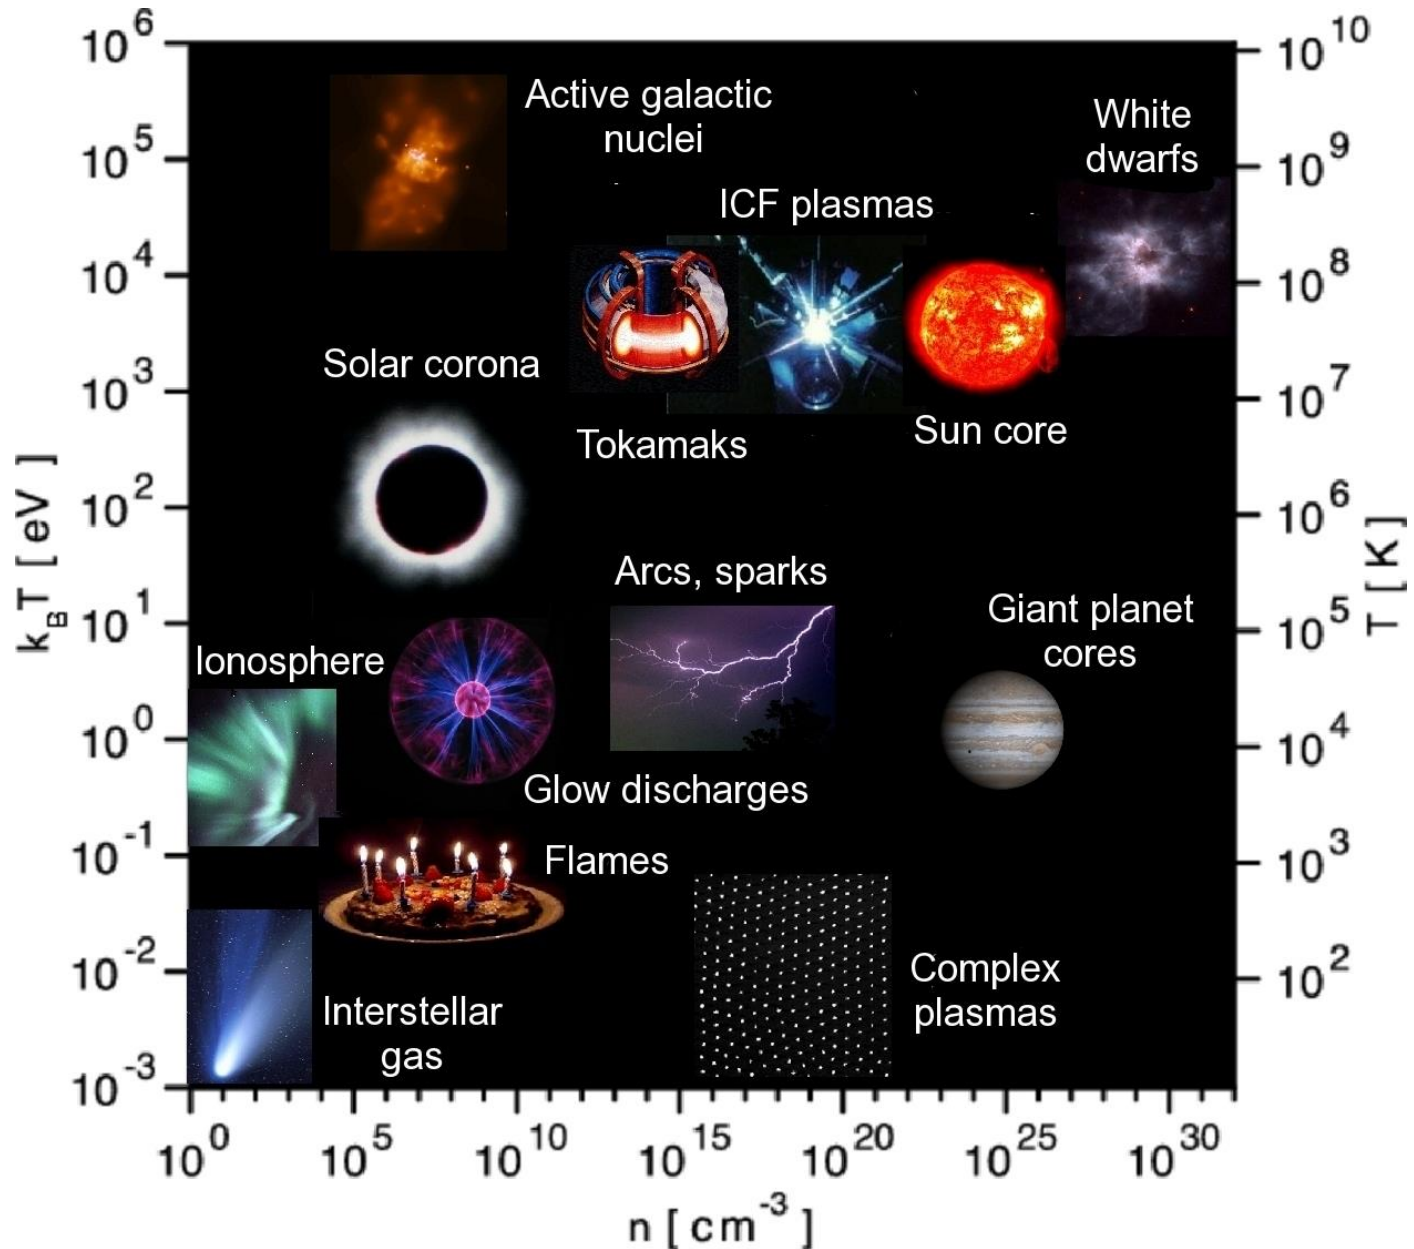 10^6
10^5
10^4
10^3
10^2
10^1
10^0
10^-1
10^-2
10^-3
k_B T [ eV ]
Active galactic
nuclei
White
dwarfs
ICF plasmas
Solar corona
Tokamaks
Sun core
Arcs, sparks
Giant planet
cores
Ionosphere
Glow discharges
Flames
Complex
plasmas
Interstellar
gas
10^10
10^9
10^8
10^7
10^6
10^5
10^4
10^3
10^2
T [ K ]
10^0 10^5 10^10 10^15 10^20 10^25 10^30
n [ cm^-3 ]